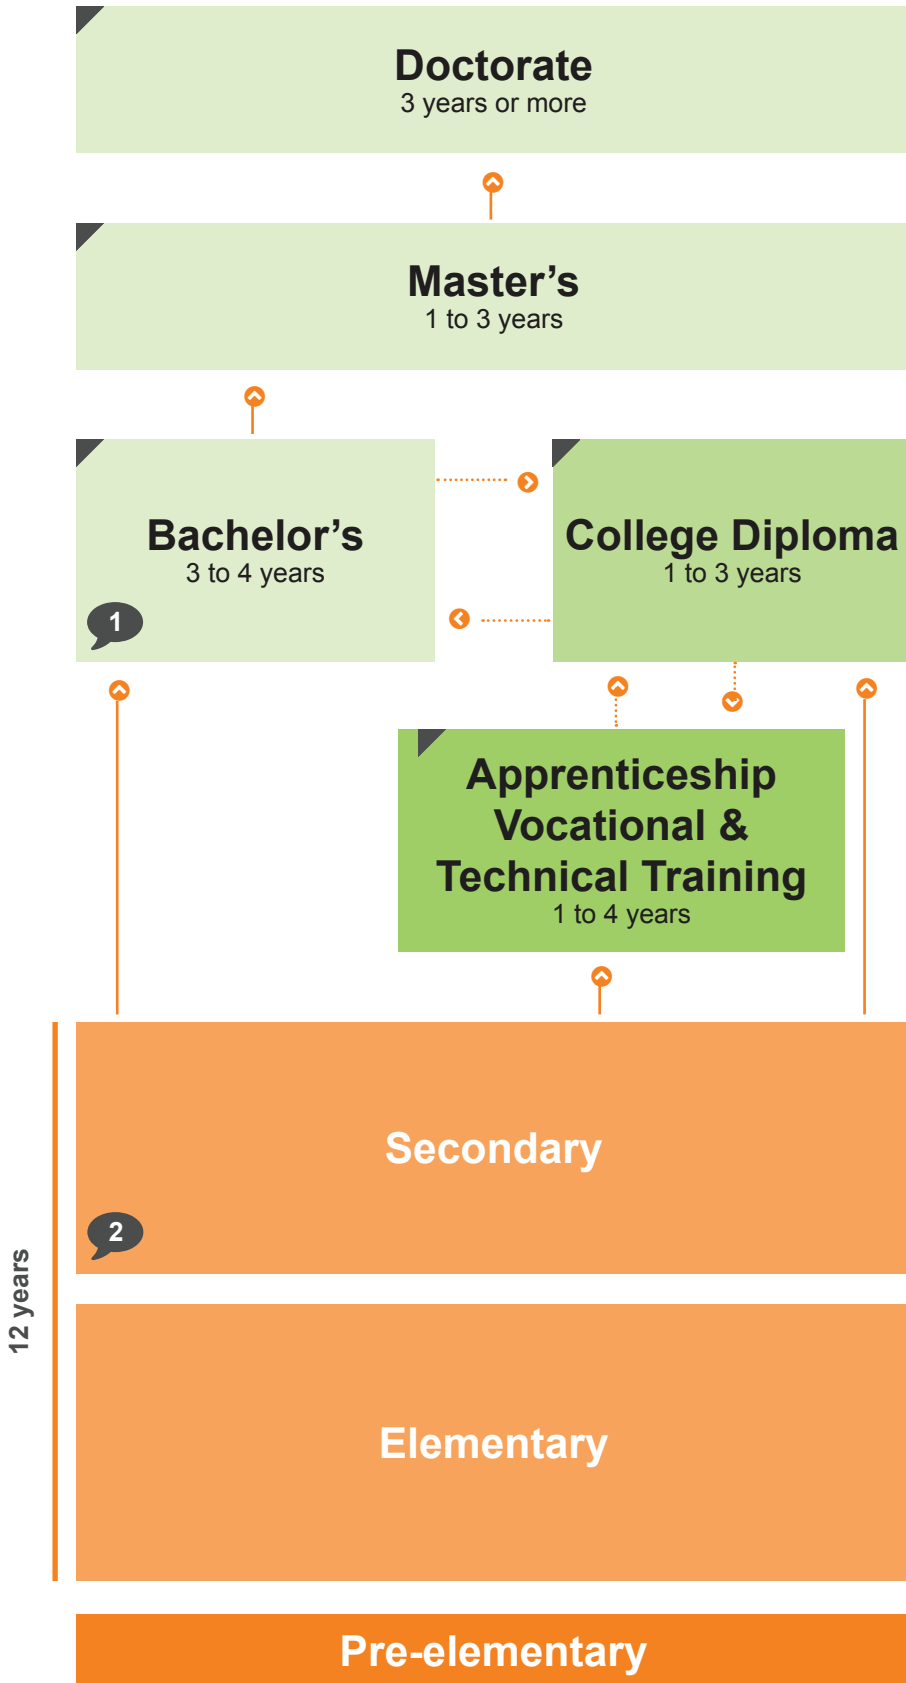 Doctorate
3 years or more
Master’s
1 to 3 years
Bachelor’s
3 to 4 years
1
College Diploma
1 to 3 years
Apprenticeship
Vocational &
Technical Training
1 to 4 years
12 years
Secondary
2
Elementary
Pre-elementary